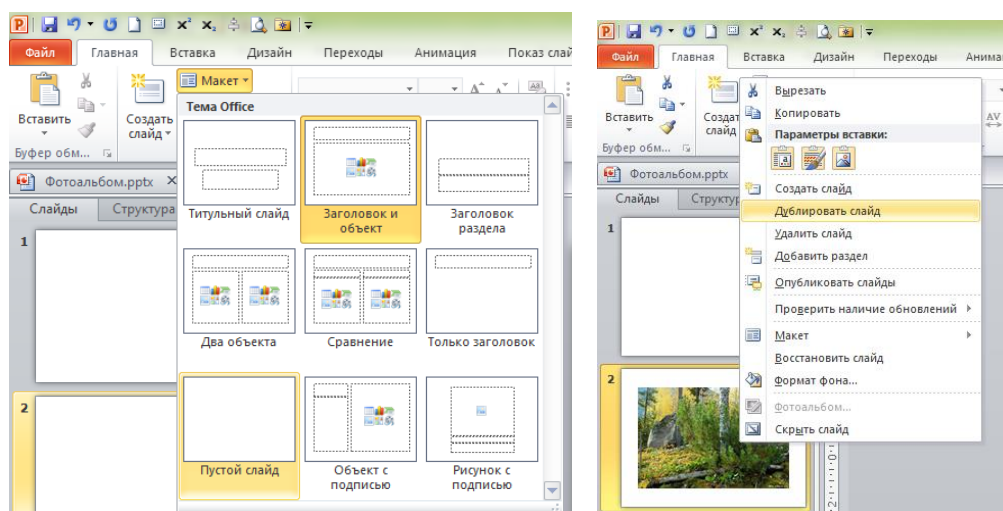 Файл Главная Вставка Дизайн Переходы Анимация Показ слай
Макет
Вставить
Создать
слайд
Буфер обм...
Тема Office
Титульный слайд
Заголовок и
объект
Заголовок
раздела
Два объекта
Сравнение
Только заголовок
Пустой слайд
Объект с
подписью
Рисунок с
подписью
Фотоальбом.pptx
Слайды Структура
1
2
Файл Главная Вставка Дизайн Переходы Анима
Вставить
Создат
слайд
Буфер обм...
Фотоальбом.pptx
Слайды Структур
1
2
Вырезать
Копировать
Параметры вставки:
Создать слайд
Дублировать слайд
Удалить слайд
Добавить раздел
Опубликовать слайды
Проверить наличие обновлений
Макет
Восстановить слайд
Формат фона...
Фотоальбом...
Скрыть слайд